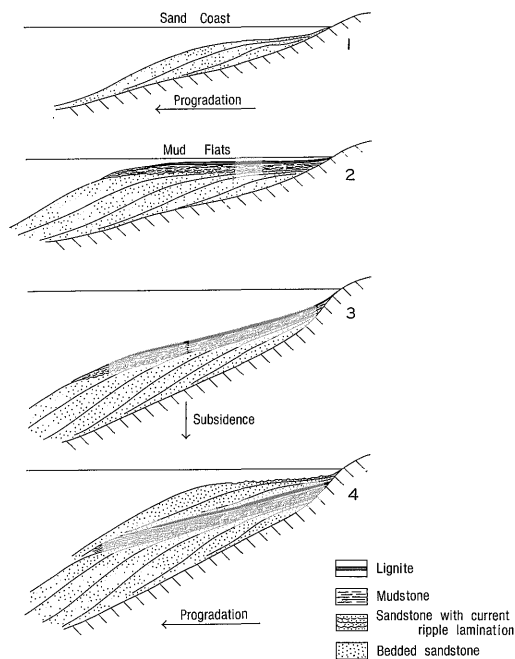 Sand Coast
1
Progradation
Mud Flats
2
3
Subsidence
4
Progradation
Lignite
Mudstone
Sandstone with current
ripple lamination
Bedded sandstone